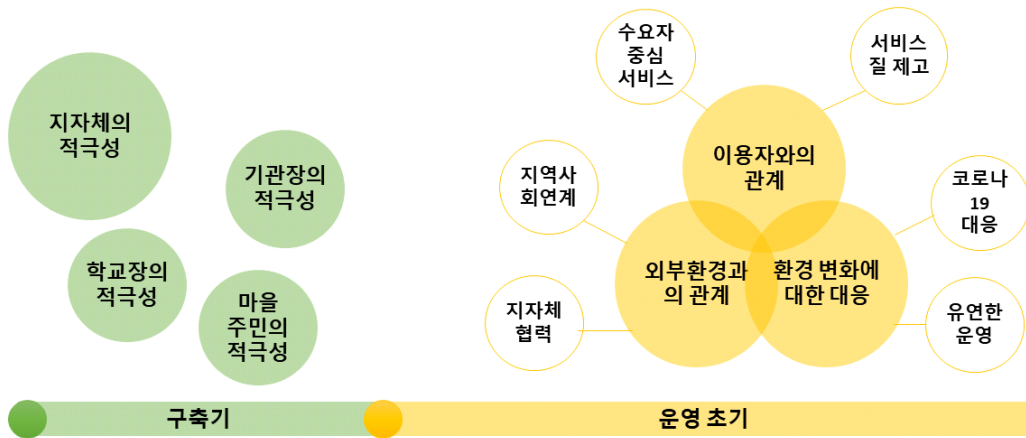 지자체의
적극성
기관장의
적극성
학교장의
적극성
마을
주민의
적극성
구축기
수요자
중심
서비스
서비스
질 제고
이용자와의
관계
지역사
회연계
코로나
19
대응
외부환경과
의 관계
환경 변화에
대한 대응
지자체
협력
유연한
운영
운영 초기